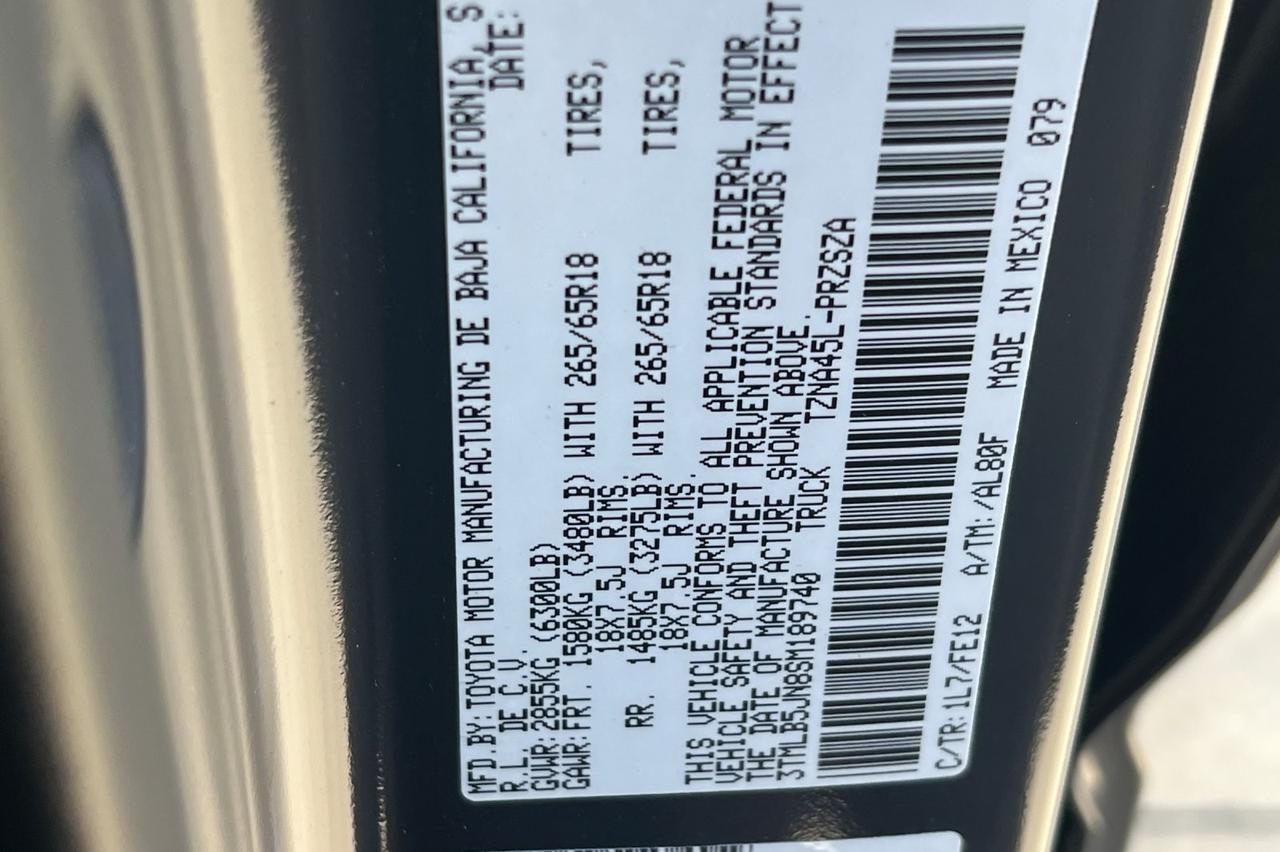 MFD.BY:TOYOTA MOTOR MANUFACTURING DE BAJA CALIFORNIA, S
R.L. DE C.V. DATE:
GVWR: 2855KG (6300LB)
GAWR:FRT. 1580KG (3480LB) WITH 265/65R18 TIRES,
18X7.5J RIMS,
RR. 1485KG (3275LB) WITH 265/65R18 TIRES,
18X7.5J RIMS.
THIS VEHICLE CONFORMS TO ALL APPLICABLE FEDERAL MOTOR
VEHICLE SAFETY AND THEFT PREVENTION STANDARDS IN EFFECT
THE DATE OF MANUFACTURE SHOWN ABOVE.
3TMLB5JN8SM189740 TRUCK TZNA45L-PRZSZA
C/TR:1L7/FE12 A/TM:/AL80F MADE IN MEXICO 079